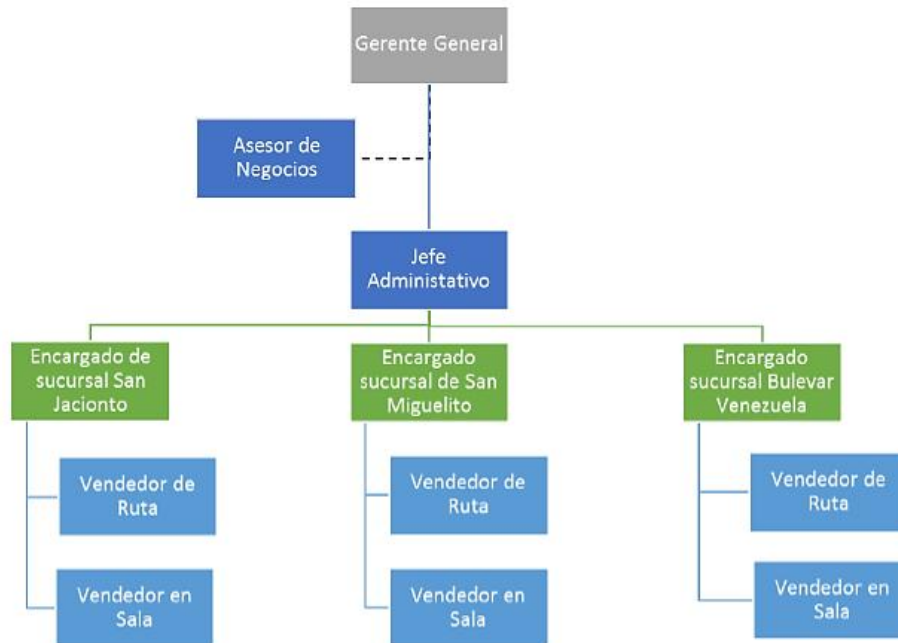 Gerente General
Asesor de
Negocios
Jefe
Administativo
Encargado de
sucursal San
Jacionto
Encargado
sucursal de San
Miguelito
Encargado
sucursal Bulevar
Venezuela
Vendedor de
Ruta
Vendedor en
Sala
Vendedor de
Ruta
Vendedor en
Sala
Vendedor de
Ruta
Vendedor en
Sala